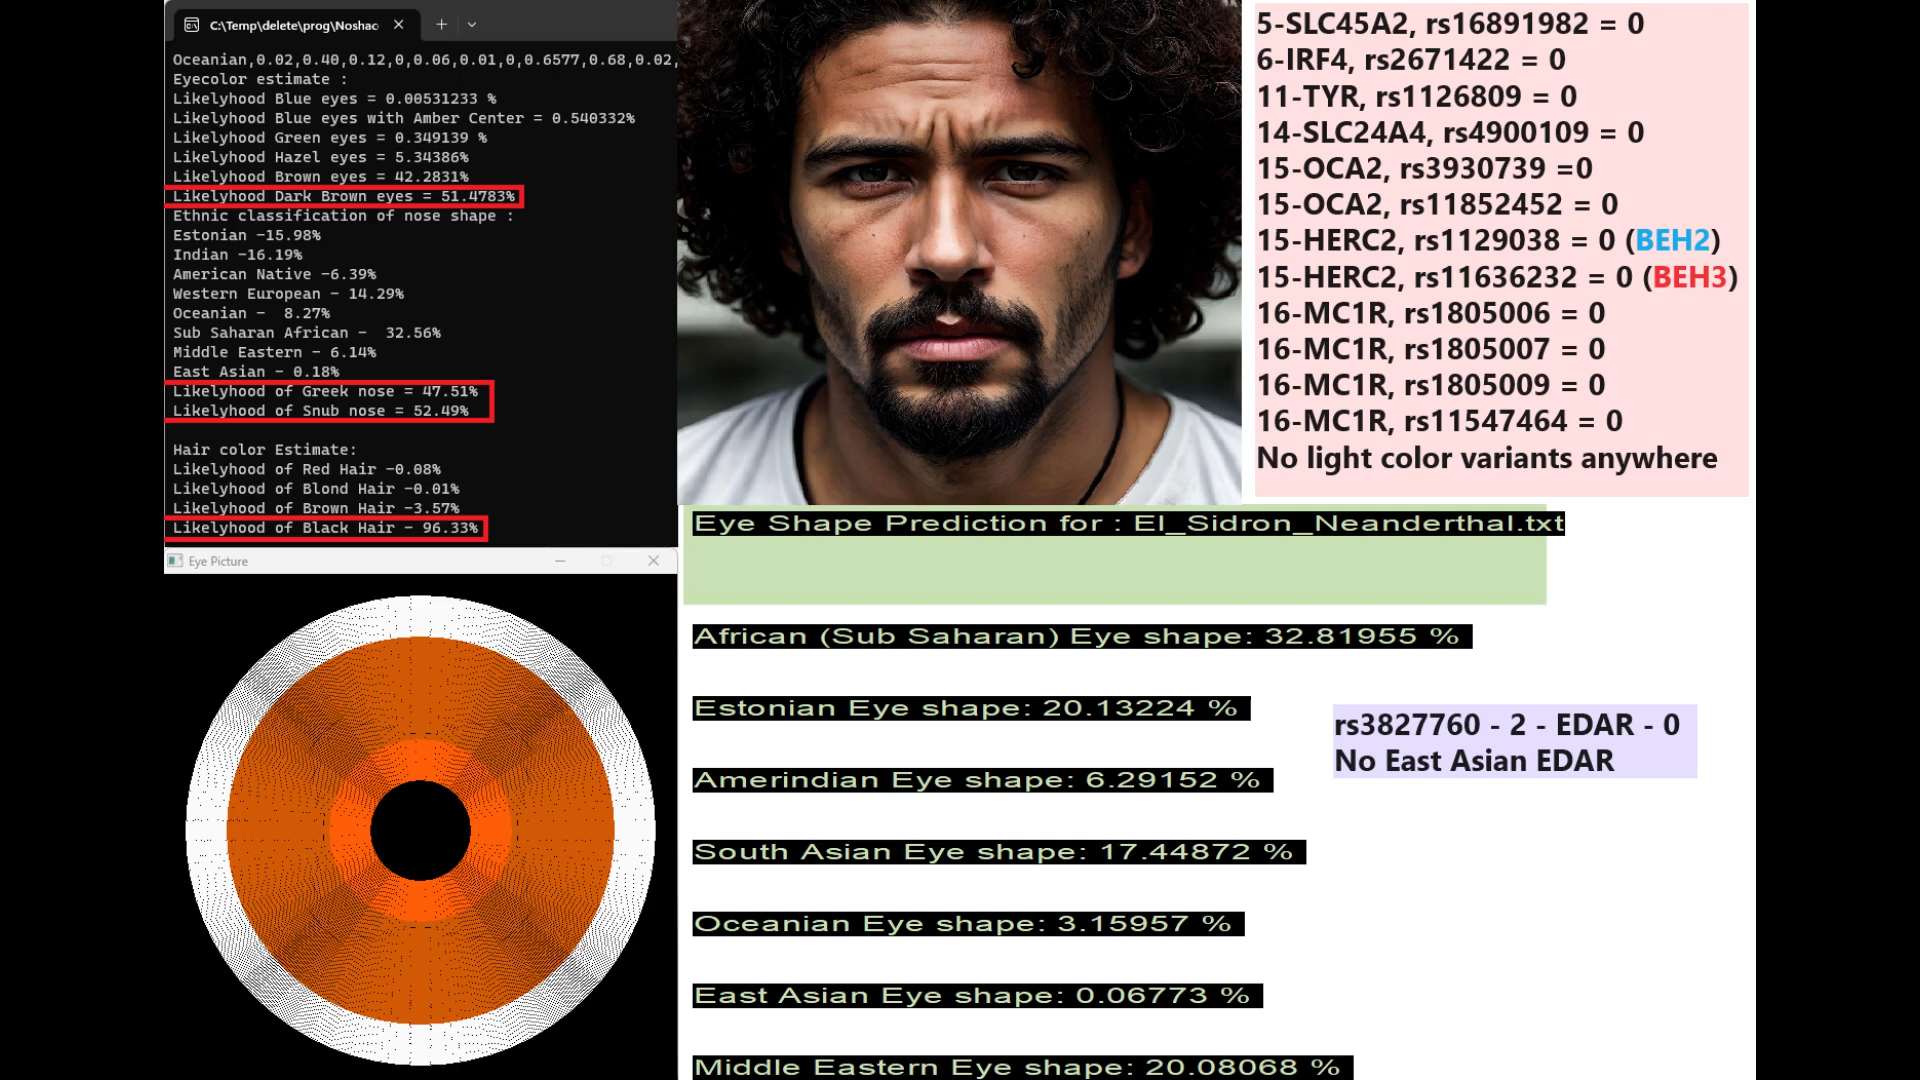 C:\Temp\delete\prog\Noshac
Oceanian,0.02,0.40,0.12,0,0.06,0.01,0,0.6577,0.68,0.02,
Eyecolor estimate :
Likelyhood Blue eyes = 0.00531233 %
Likelyhood Blue eyes with Amber Center = 0.540332%
Likelyhood Green eyes = 0.349139 %
Likelyhood Hazel eyes = 5.34386%
Likelyhood Brown eyes = 42.2831%
Likelyhood Dark Brown eyes = 51.4783%
Ethnic classification of nose shape :
Estonian -15.98%
Indian -16.19%
American Native -6.39%
Western European - 14.29%
Oceanian -  8.27%
Sub Saharan African -  32.56%
Middle Eastern - 6.14%
East Asian - 0.18%
Likelyhood of Greek nose = 47.51%
Likelyhood of Snub nose = 52.49%
Hair color Estimate:
Likelyhood of Red Hair -0.08%
Likelyhood of Blond Hair -0.01%
Likelyhood of Brown Hair -3.57%
Likelyhood of Black Hair - 96.33%
Eye Picture
5-SLC45A2, rs16891982 = 0
6-IRF4, rs2671422 = 0
11-TYR, rs1126809 = 0
14-SLC24A4, rs4900109 = 0
15-OCA2, rs3930739 =0
15-OCA2, rs11852452 = 0
15-HERC2, rs1129038 = 0 (BEH2)
15-HERC2, rs11636232 = 0 (BEH3)
16-MC1R, rs1805006 = 0
16-MC1R, rs1805007 = 0
16-MC1R, rs1805009 = 0
16-MC1R, rs11547464 = 0
No light color variants anywhere
Eye Shape Prediction for : El_Sidron_Neanderthal.txt
African (Sub Saharan) Eye shape: 32.81955 %
Estonian Eye shape: 20.13224 %
Amerindian Eye shape: 6.29152 %
South Asian Eye shape: 17.44872 %
Oceanian Eye shape: 3.15957 %
East Asian Eye shape: 0.06773 %
Middle Eastern Eye shape: 20.08068 %
rs3827760 - 2 - EDAR - 0
No East Asian EDAR